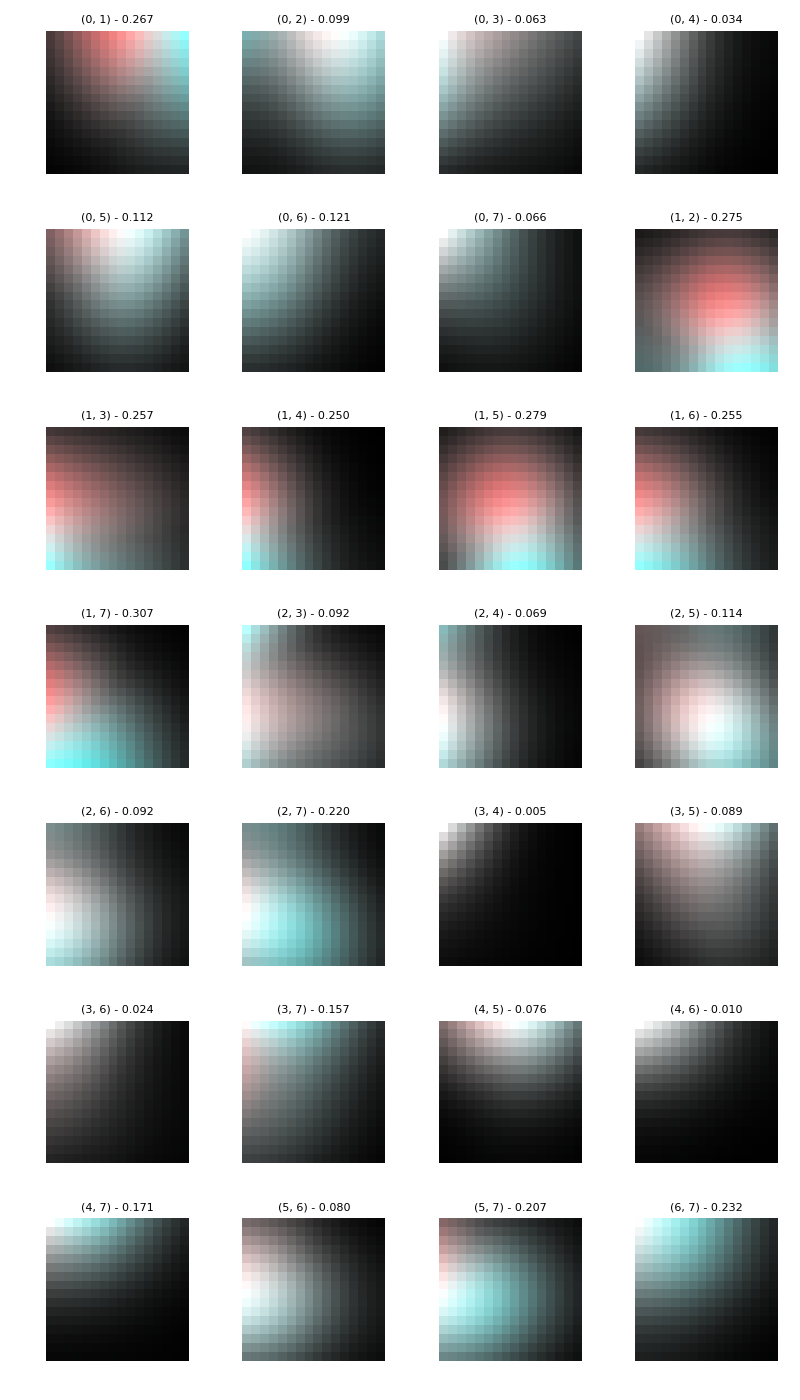 (0, 1) - 0.267
(0, 2) - 0.099
(0, 3) - 0.063
(0, 4) - 0.034
(0, 5) - 0.112
(0, 6) - 0.121
(0, 7) - 0.066
(1, 2) - 0.275
(1, 3) - 0.257
(1, 4) - 0.250
(1, 5) - 0.279
(1, 6) - 0.255
(1, 7) - 0.307
(2, 3) - 0.092
(2, 4) - 0.069
(2, 5) - 0.114
(2, 6) - 0.092
(2, 7) - 0.220
(3, 4) - 0.005
(3, 5) - 0.089
(3, 6) - 0.024
(3, 7) - 0.157
(4, 5) - 0.076
(4, 6) - 0.010
(4, 7) - 0.171
(5, 6) - 0.080
(5, 7) - 0.207
(6, 7) - 0.232